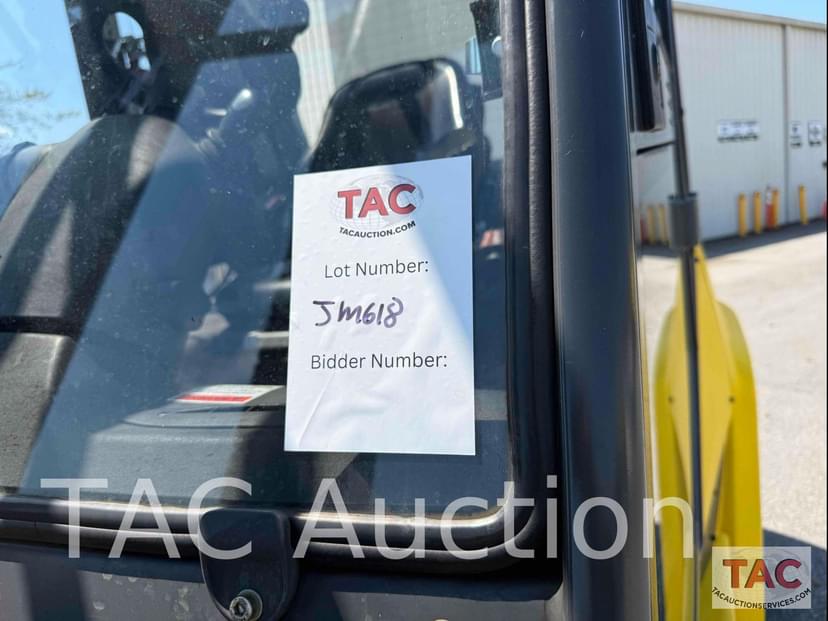 TAC
TACAUCTION.COM
Lot Number:
JM618
Bidder Number:
TAC Auction
TAC
TACAUCTIONSERVICES.COM